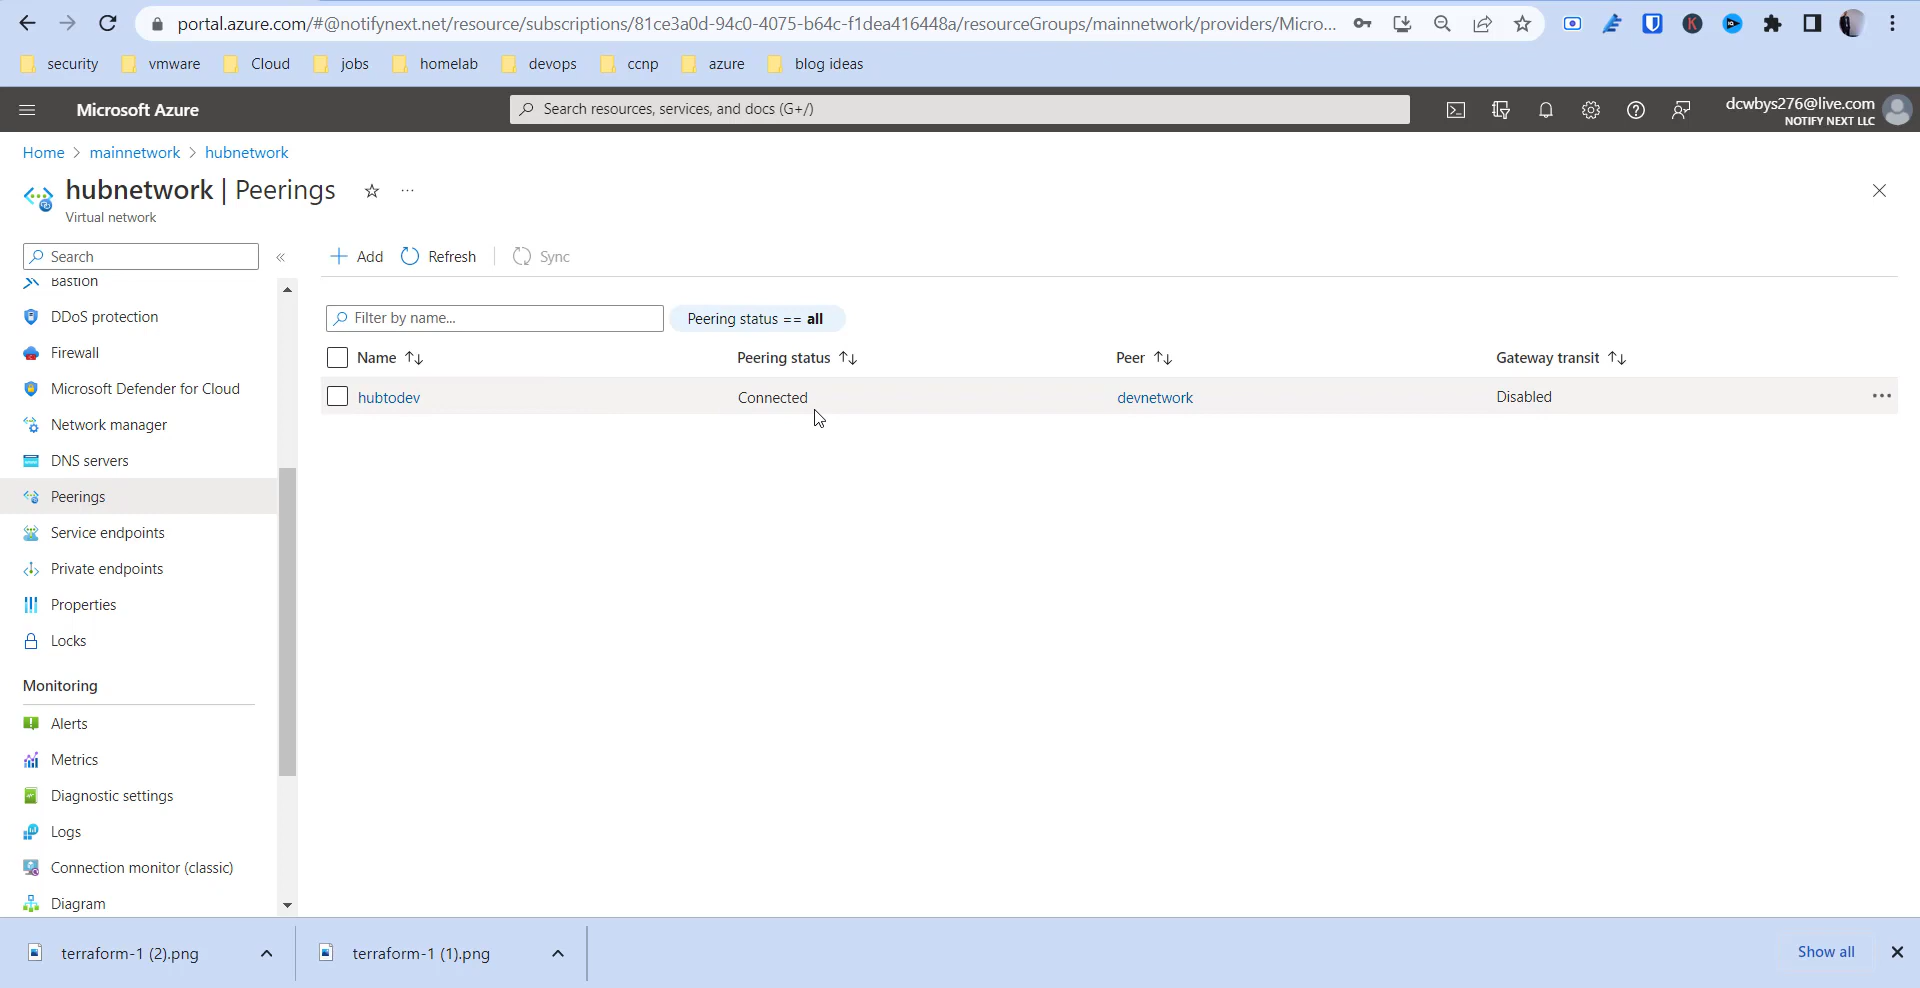 portal.azure.com/#@notifynext.net/resource/subscriptions/81ce3a0d-94c0-4075-b64c-f1dea416448a/resourceGroups/mainnetwork/providers/Micro...
security vmware Cloud jobs homelab devops ccnp azure blog ideas
Microsoft Azure
Search resources, services, and docs (G+/)
dcwbys276@live.com
NOTIFY NEXT LLC
Home > mainnetwork > hubnetwork
hubnetwork | Peerings
Virtual network
Search
Add Refresh Sync
Bastion
DDoS protection
Firewall
Microsoft Defender for Cloud
Network manager
DNS servers
Peerings
Service endpoints
Private endpoints
Properties
Locks
Monitoring
Alerts
Metrics
Diagnostic settings
Logs
Connection monitor (classic)
Diagram
Filter by name...
Peering status == all
Name Peering status Peer Gateway transit
hubtodev Connected devnetwork Disabled
terraform-1 (2).png
terraform-1 (1).png
Show all